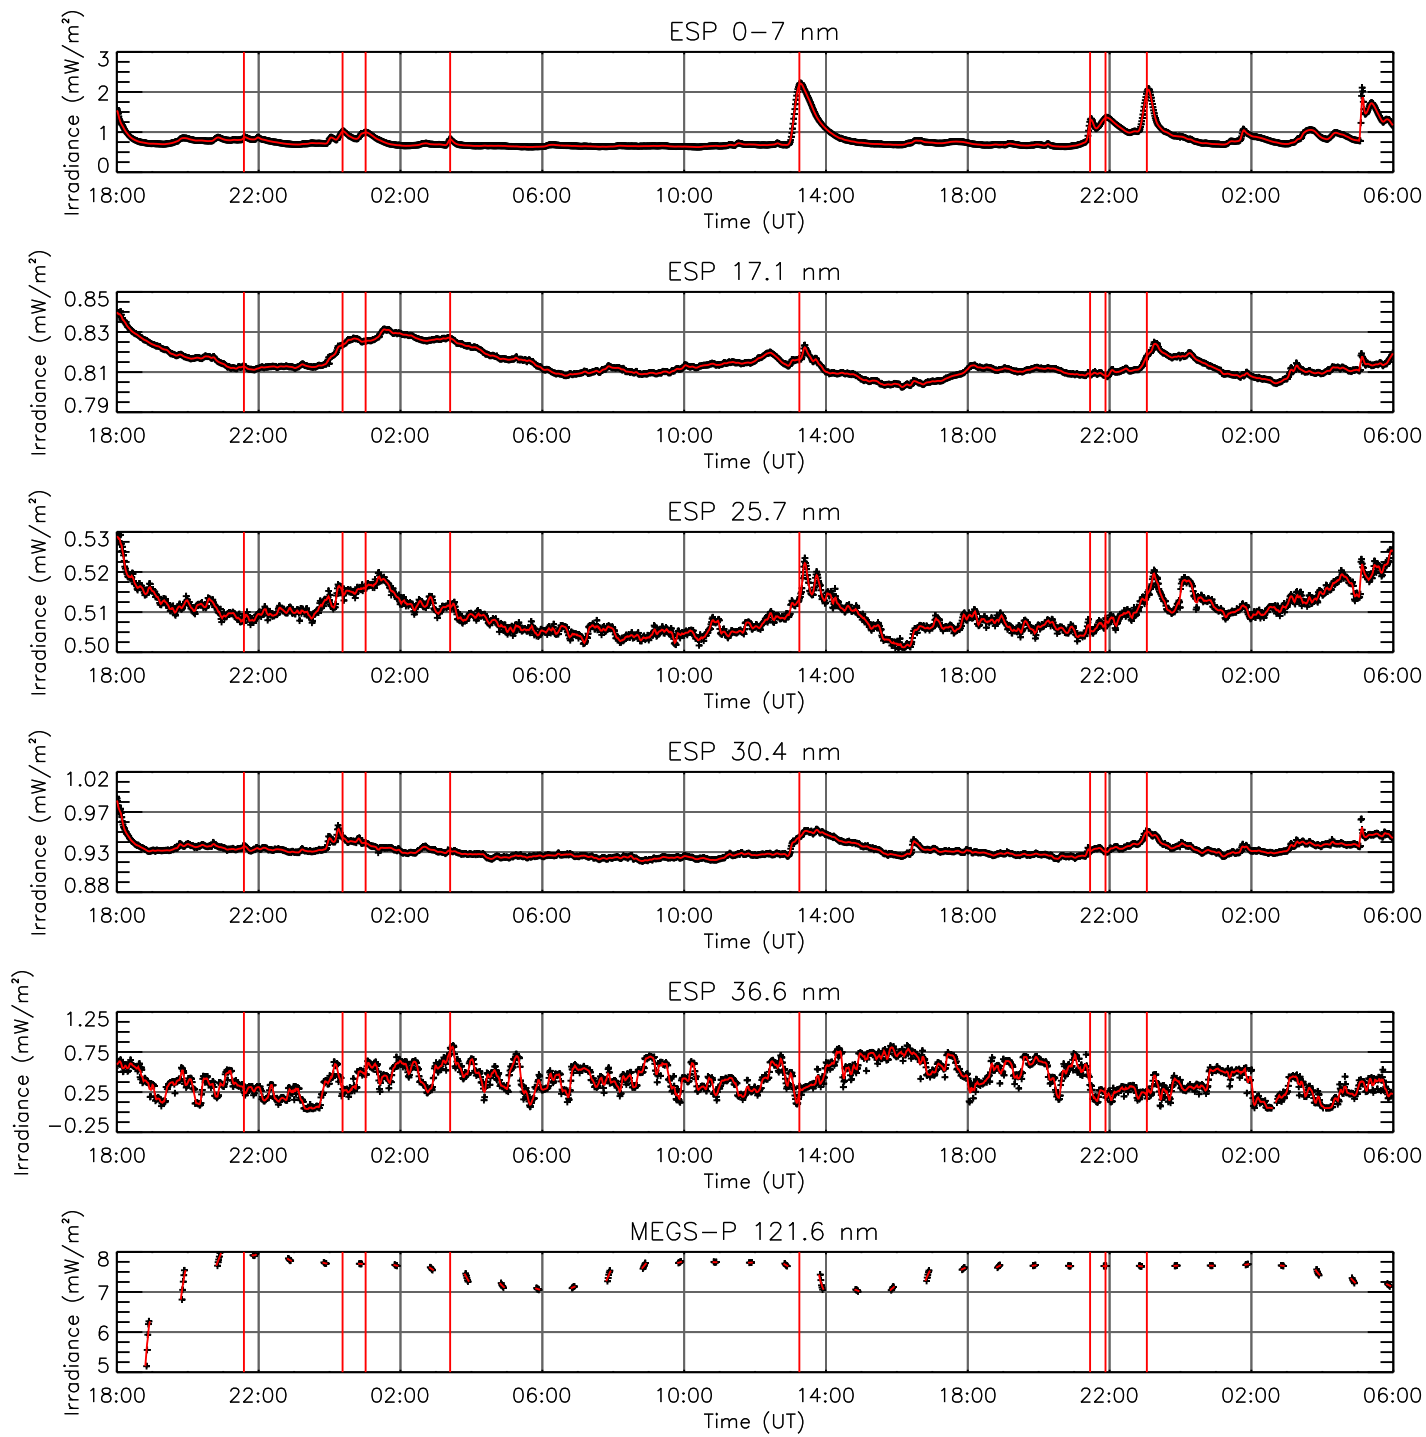 ESP 0-7 nm
Irradiance (mW/m²)
3
2
1
0
18:00 22:00 02:00 06:00 10:00 14:00 18:00 22:00 02:00 06:00
Time (UT)
ESP 17.1 nm
Irradiance (mW/m²)
0.85
0.83
0.81
0.79
18:00 22:00 02:00 06:00 10:00 14:00 18:00 22:00 02:00 06:00
Time (UT)
ESP 25.7 nm
Irradiance (mW/m²)
0.53
0.52
0.51
0.50
18:00 22:00 02:00 06:00 10:00 14:00 18:00 22:00 02:00 06:00
Time (UT)
ESP 30.4 nm
Irradiance (mW/m²)
1.02
0.97
0.93
0.88
18:00 22:00 02:00 06:00 10:00 14:00 18:00 22:00 02:00 06:00
Time (UT)
ESP 36.6 nm
Irradiance (mW/m²)
1.25
0.75
0.25
-0.25
18:00 22:00 02:00 06:00 10:00 14:00 18:00 22:00 02:00 06:00
Time (UT)
MEGS-P 121.6 nm
Irradiance (mW/m²)
8
7
6
5
18:00 22:00 02:00 06:00 10:00 14:00 18:00 22:00 02:00 06:00
Time (UT)